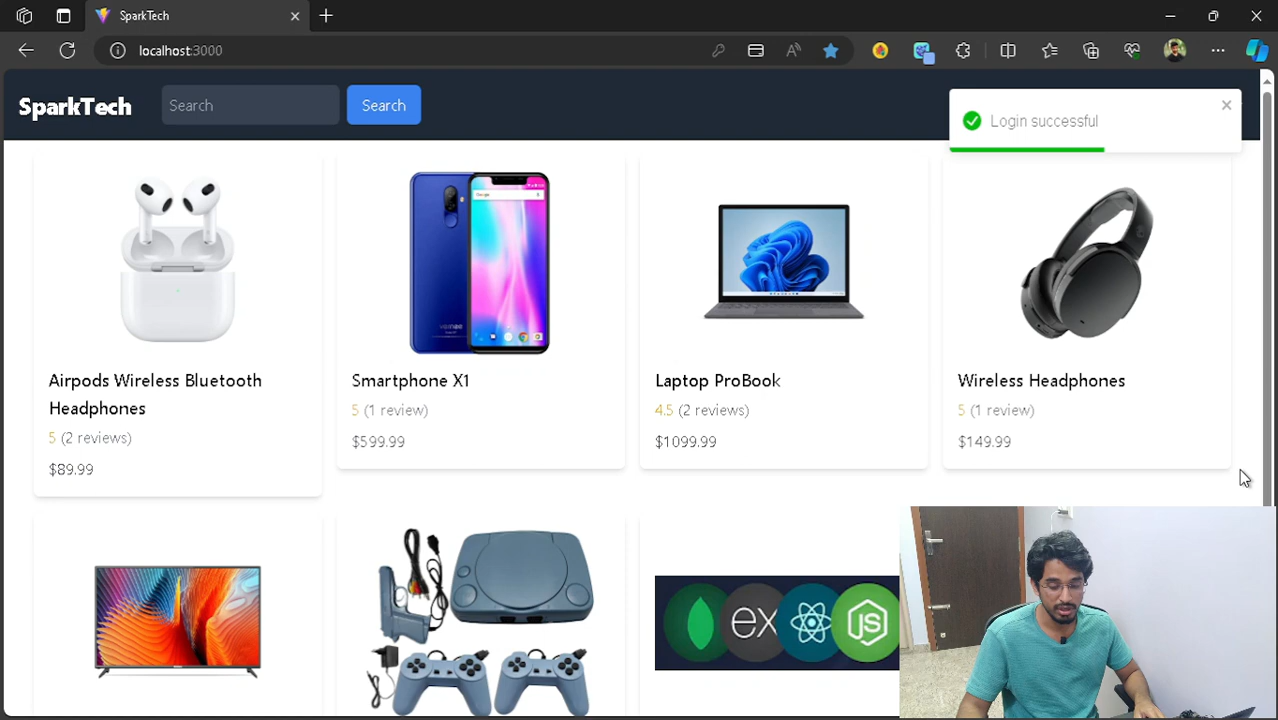 SparkTech
localhost:3000
SparkTech
Search
Search
Login successful
Airpods Wireless Bluetooth
Headphones
5 (2 reviews)
$89.99
Smartphone X1
5 (1 review)
$599.99
Laptop ProBook
4.5 (2 reviews)
$1099.99
Wireless Headphones
5 (1 review)
$149.99
ex
JS